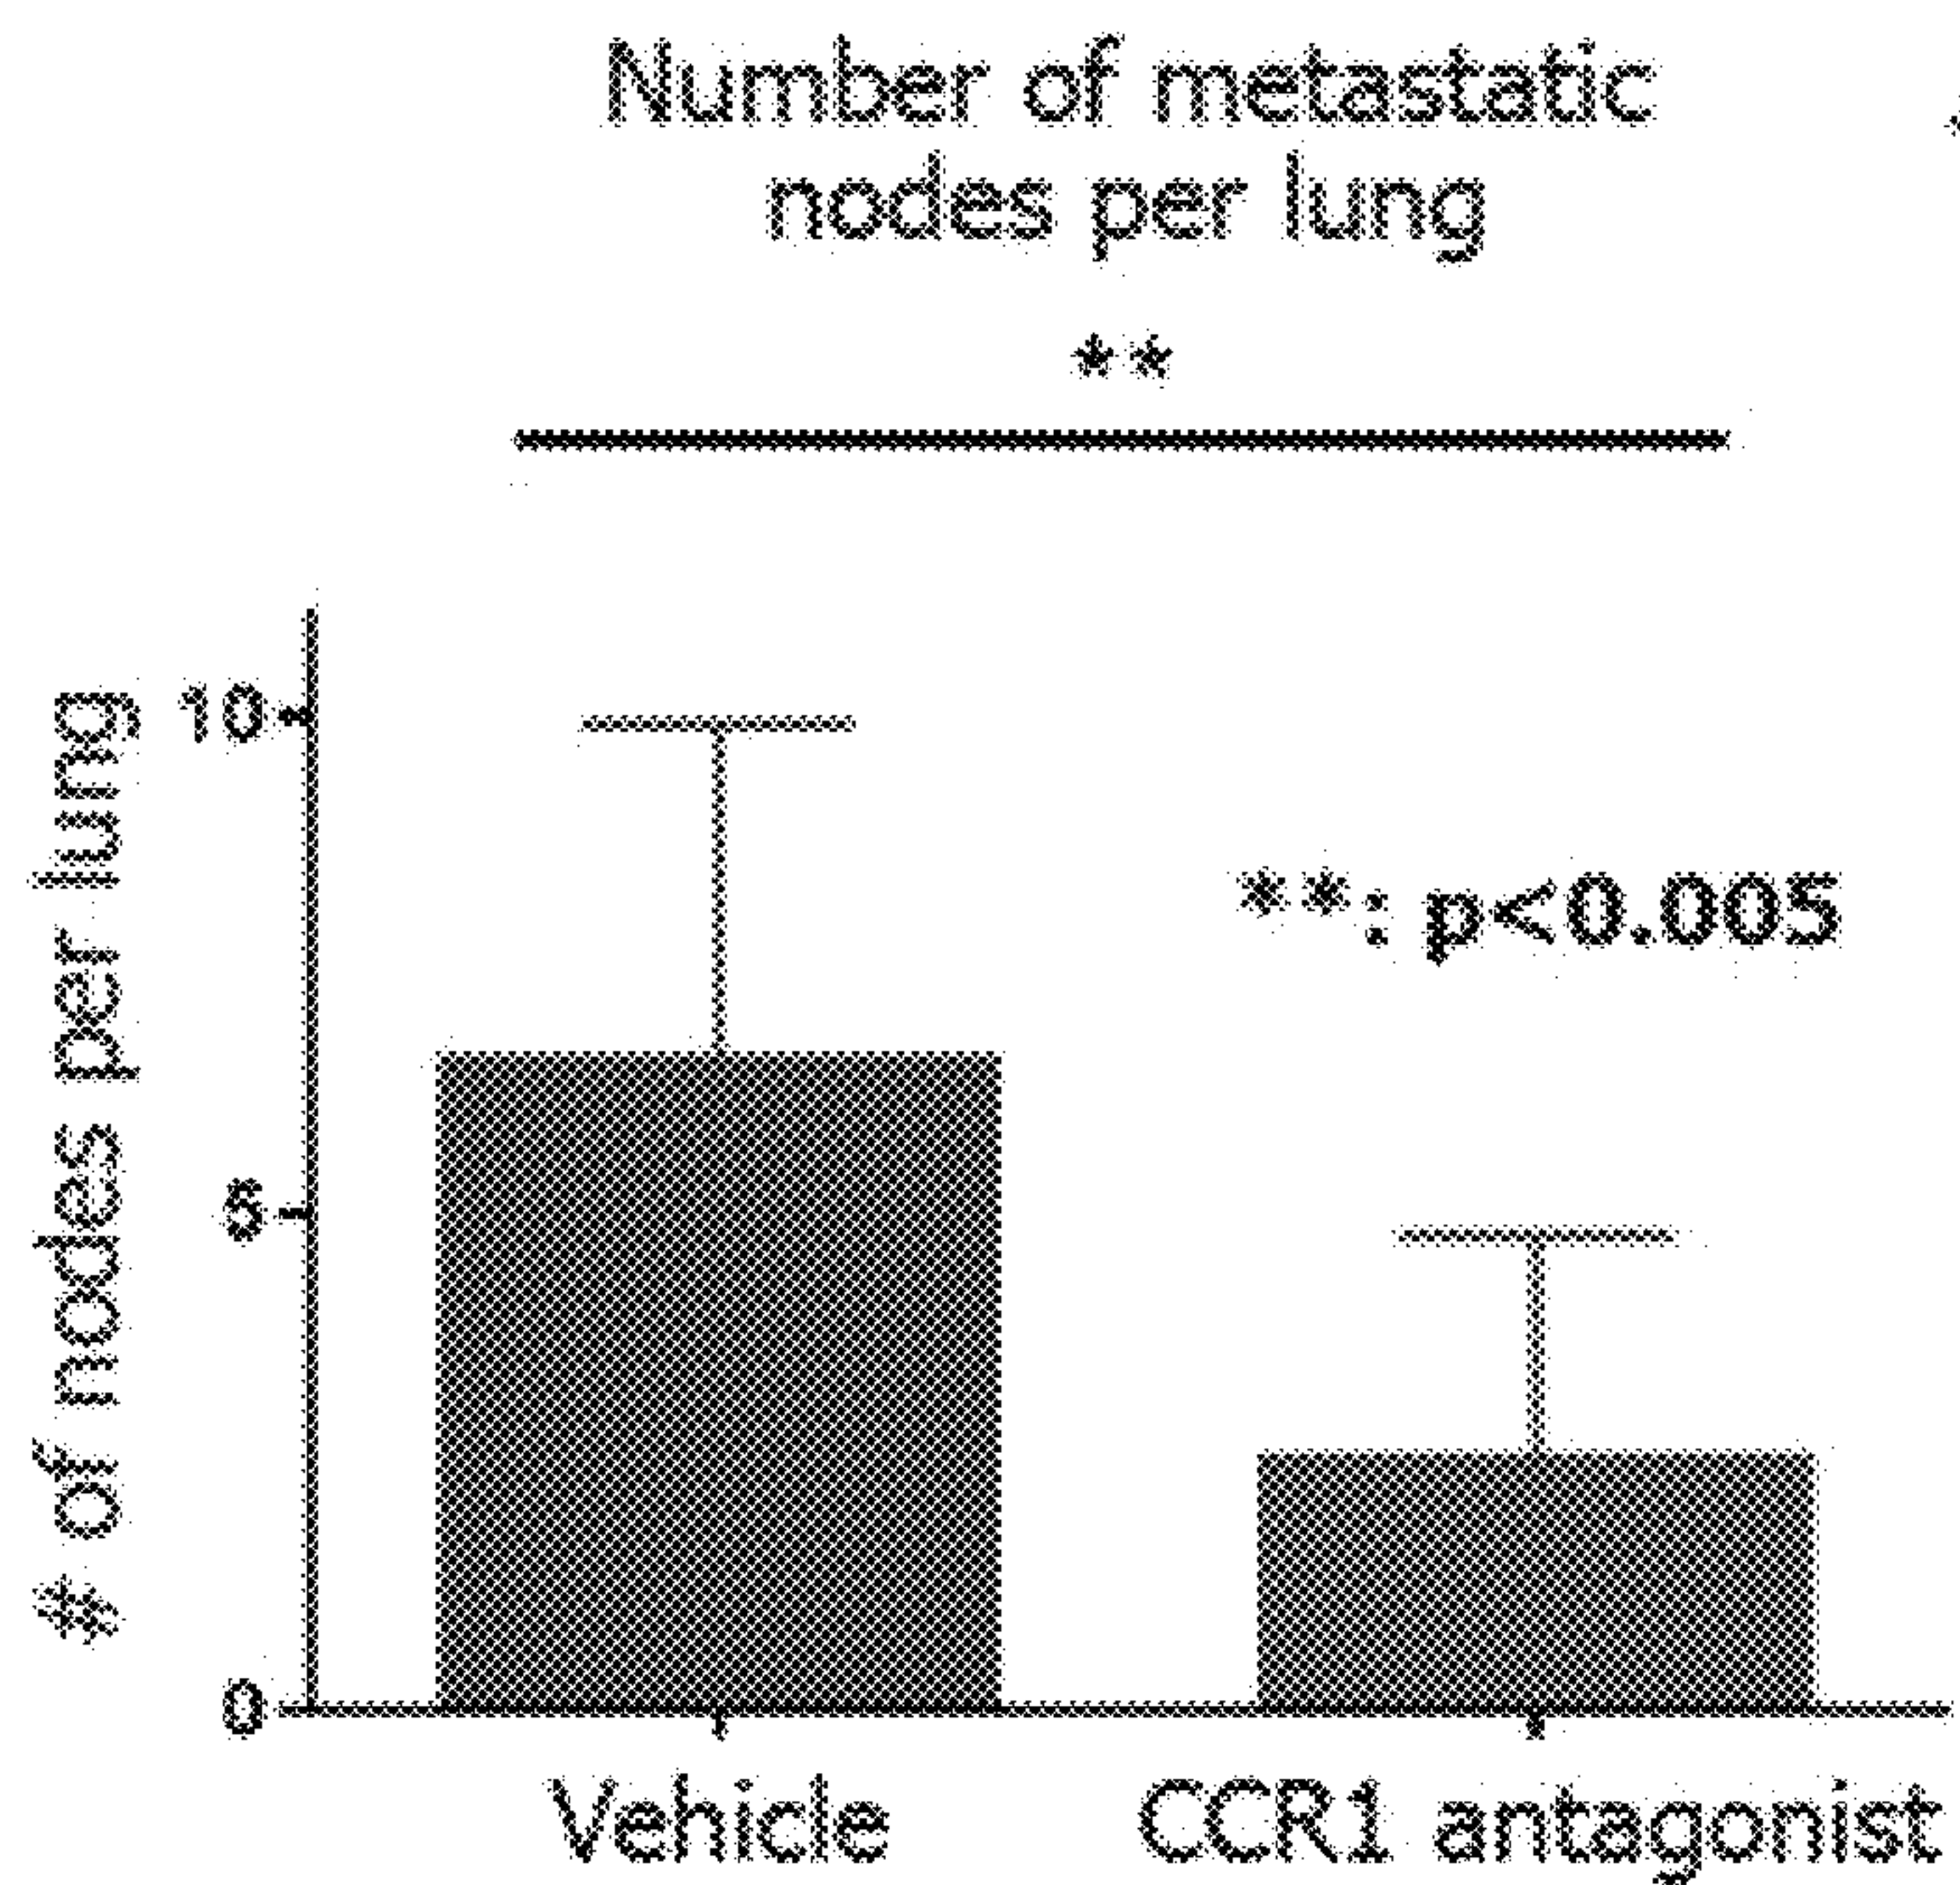 Number of metastatic
nodes per lung
**
# of nodes per lung
10
5
0
**: p<0.005
Vehicle
CCR1 antagonist